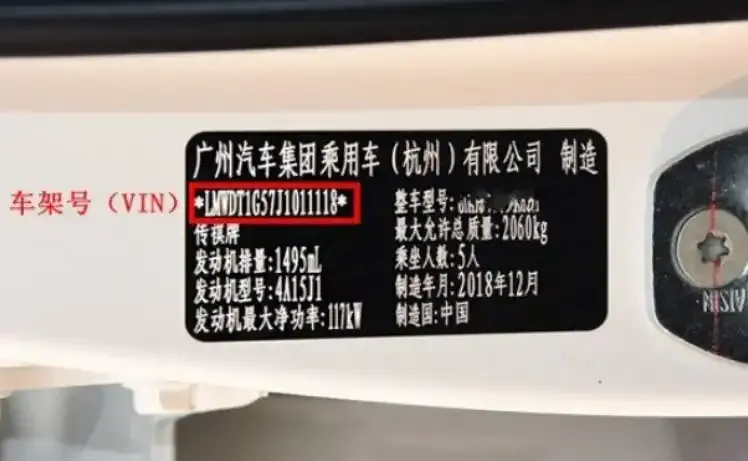 广州汽车集团乘用车(杭州)有限公司 制造
车架号(VIN)
*LMWDT1G57J1011118*
整车型号:
传祺牌
最大允许总质量:2060kg
发动机排量:1495mL
乘坐人数:5人
发动机型号:4A15J1
制造年月:2018年12月
发动机最大净功率:117kW
制造国:中国
AISIN